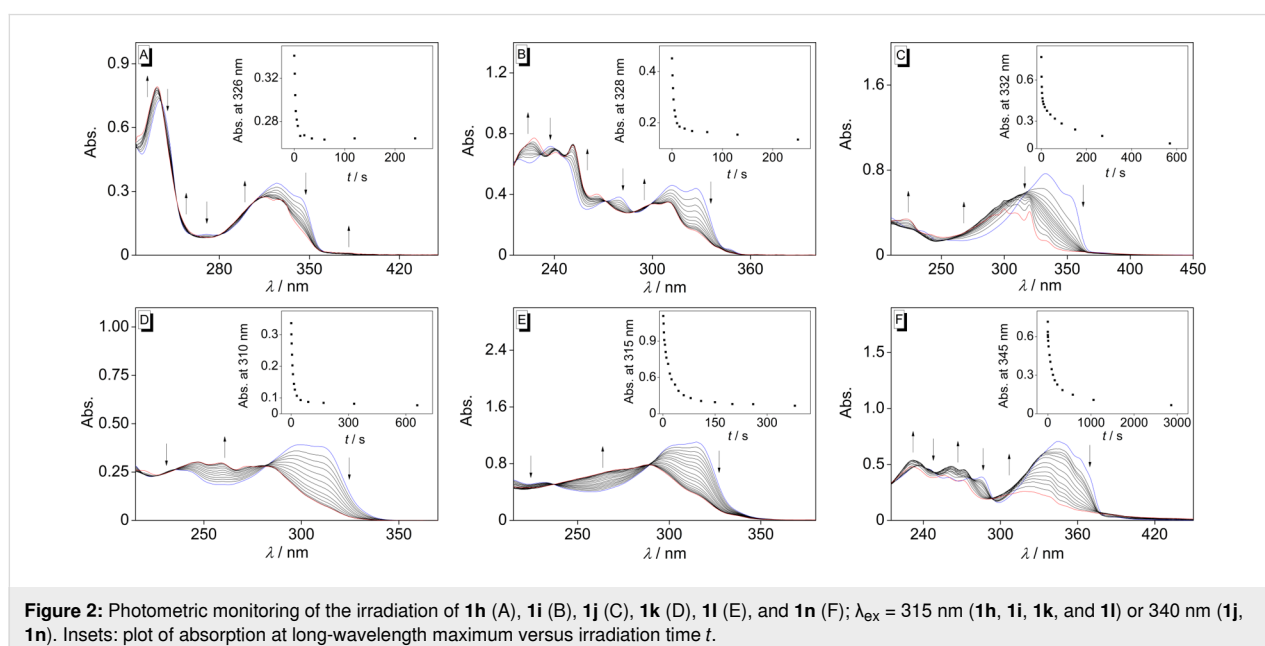 A
Abs.
0.9
0.6
0.3
0
280
350
420
λ / nm
Abs. at 326 nm
0.32
0.28
0
100
200
t / s
B
1.2
0.8
0.4
0
240
300
360
λ / nm
Abs. at 328 nm
0.4
0.2
0
100
200
t / s
C
Abs.
1.6
0.8
0
250
300
350
400
450
λ / nm
Abs. at 332 nm
0.6
0.3
0.0
0
200
400
600
t / s
D
Abs.
1.00
0.75
0.50
0.25
0
250
300
350
λ / nm
Abs. at 310 nm
0.3
0.2
0.1
0
0
200
400
600
t / s
E
Abs.
2.4
1.6
0.8
0
250
300
350
λ / nm
Abs. at 315 nm
0.9
0.6
0.3
0
100
200
300
t / s
F
Abs.
1.5
1.0
0.5
0
240
300
360
420
λ / nm
Abs. at 345 nm
0.6
0.3
0
0
1000
2000
3000
t / s
Figure 2: Photometric monitoring of the irradiation of 1h (A), 1i (B), 1j (C), 1k (D), 1l (E), and 1n (F); λex = 315 nm (1h, 1i, 1k, and 1l) or 340 nm (1j,
1n). Insets: plot of absorption at long-wavelength maximum versus irradiation time t.